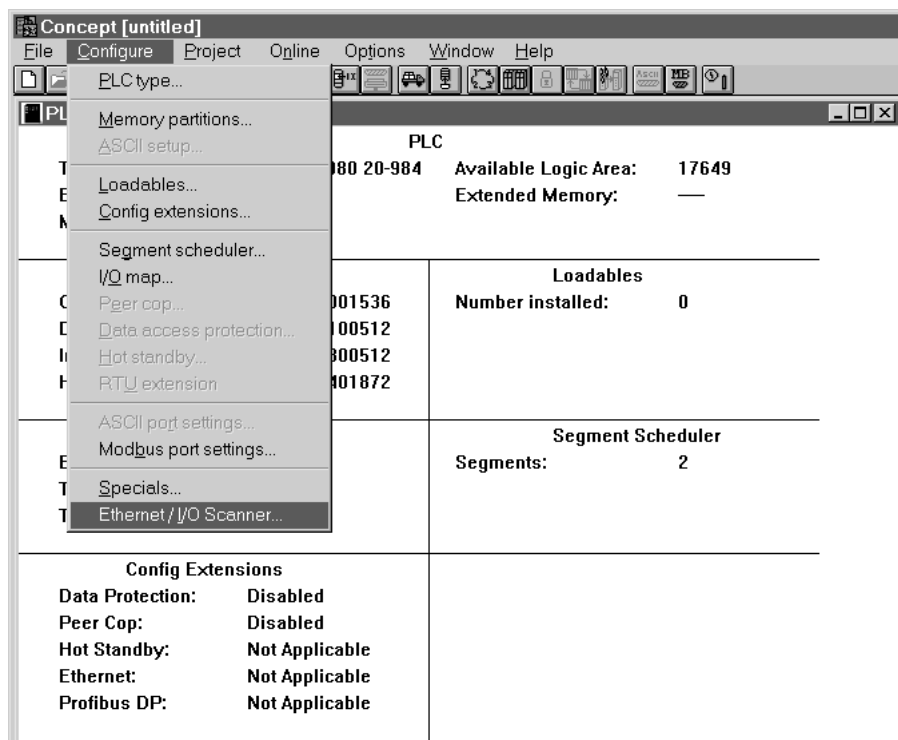 Concept [untitled]
File Configure Project Online Options Window Help
PLC type...
Memory partitions...
ASCII setup...
Loadables...
Config extensions...
Segment scheduler...
I/O map...
Peer cop...
Data access protection...
Hot standby...
RTU extension
ASCII port settings...
Modbus port settings...
Specials...
Ethernet / I/O Scanner...
PLC
20-984 Available Logic Area: 17649
Extended Memory: —
Loadables
001536 Number installed: 0
00512
00512
401872
Segment Scheduler
Segments: 2
Config Extensions
Data Protection: Disabled
Peer Cop: Disabled
Hot Standby: Not Applicable
Ethernet: Not Applicable
Profibus DP: Not Applicable